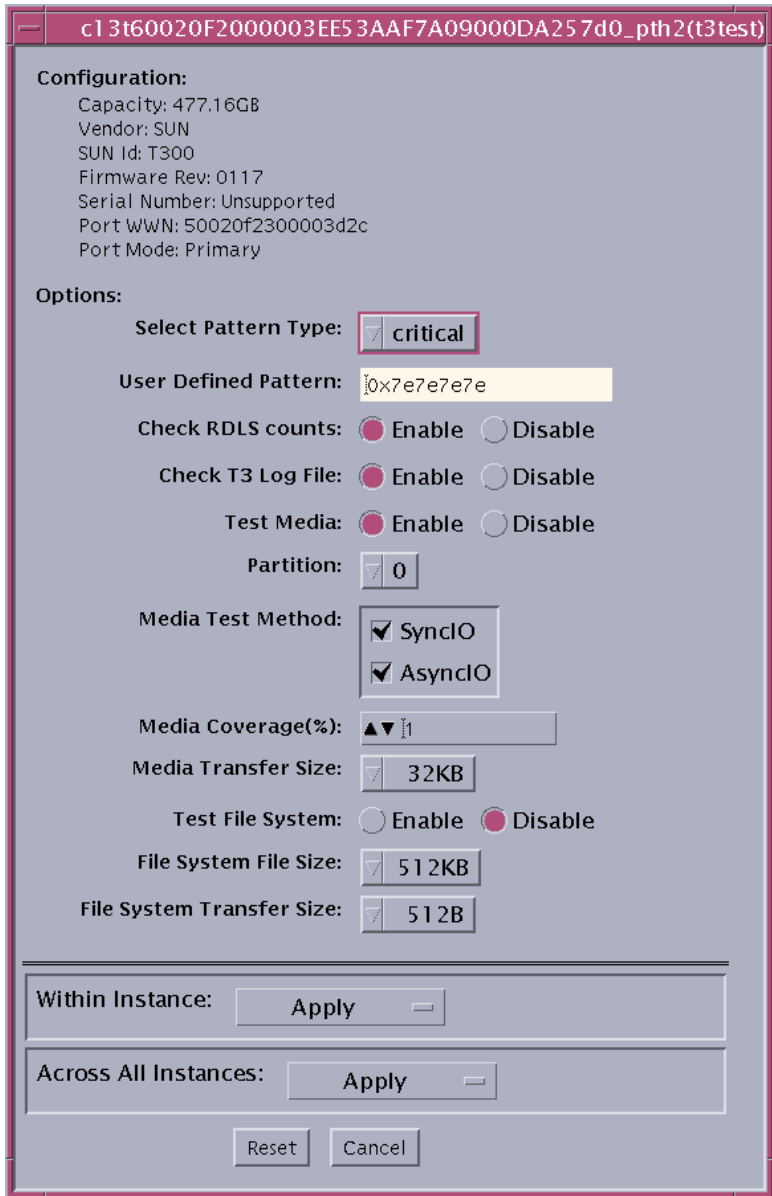 c13t60020F2000003EE53AAF7A09000DA257d0_pth2(t3test)
Configuration:
Capacity: 477.16GB
Vendor: SUN
SUN Id: T300
Firmware Rev: 0117
Serial Number: Unsupported
Port WWN: 50020f2300003d2c
Port Mode: Primary
Options:
Select Pattern Type: critical
User Defined Pattern: 0x7e7e7e7e
Check RDLS counts: Enable Disable
Check T3 Log File: Enable Disable
Test Media: Enable Disable
Partition: 0
Media Test Method: SyncIO
AsyncIO
Media Coverage(%): 1
Media Transfer Size: 32KB
Test File System: Enable Disable
File System File Size: 512KB
File System Transfer Size: 512B
Within Instance: Apply
Across All Instances: Apply
Reset Cancel